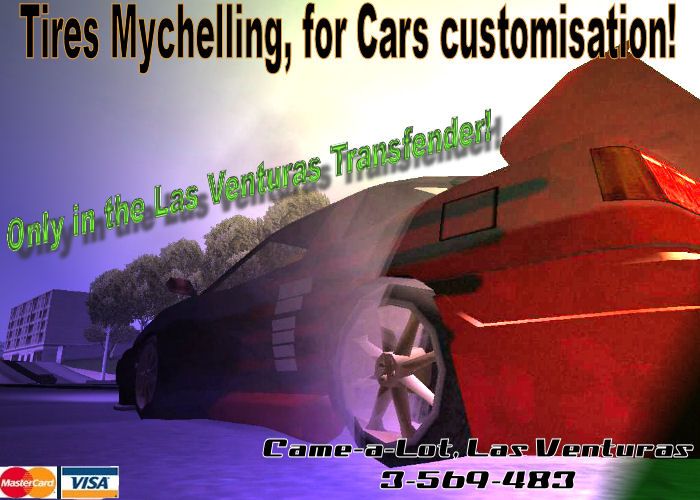 Tires Mychelling, for Cars customisation!
Only in the Las Venturas Transfender!
Came-a-Lot, Las Venturas
3-569-483
MasterCard VISA